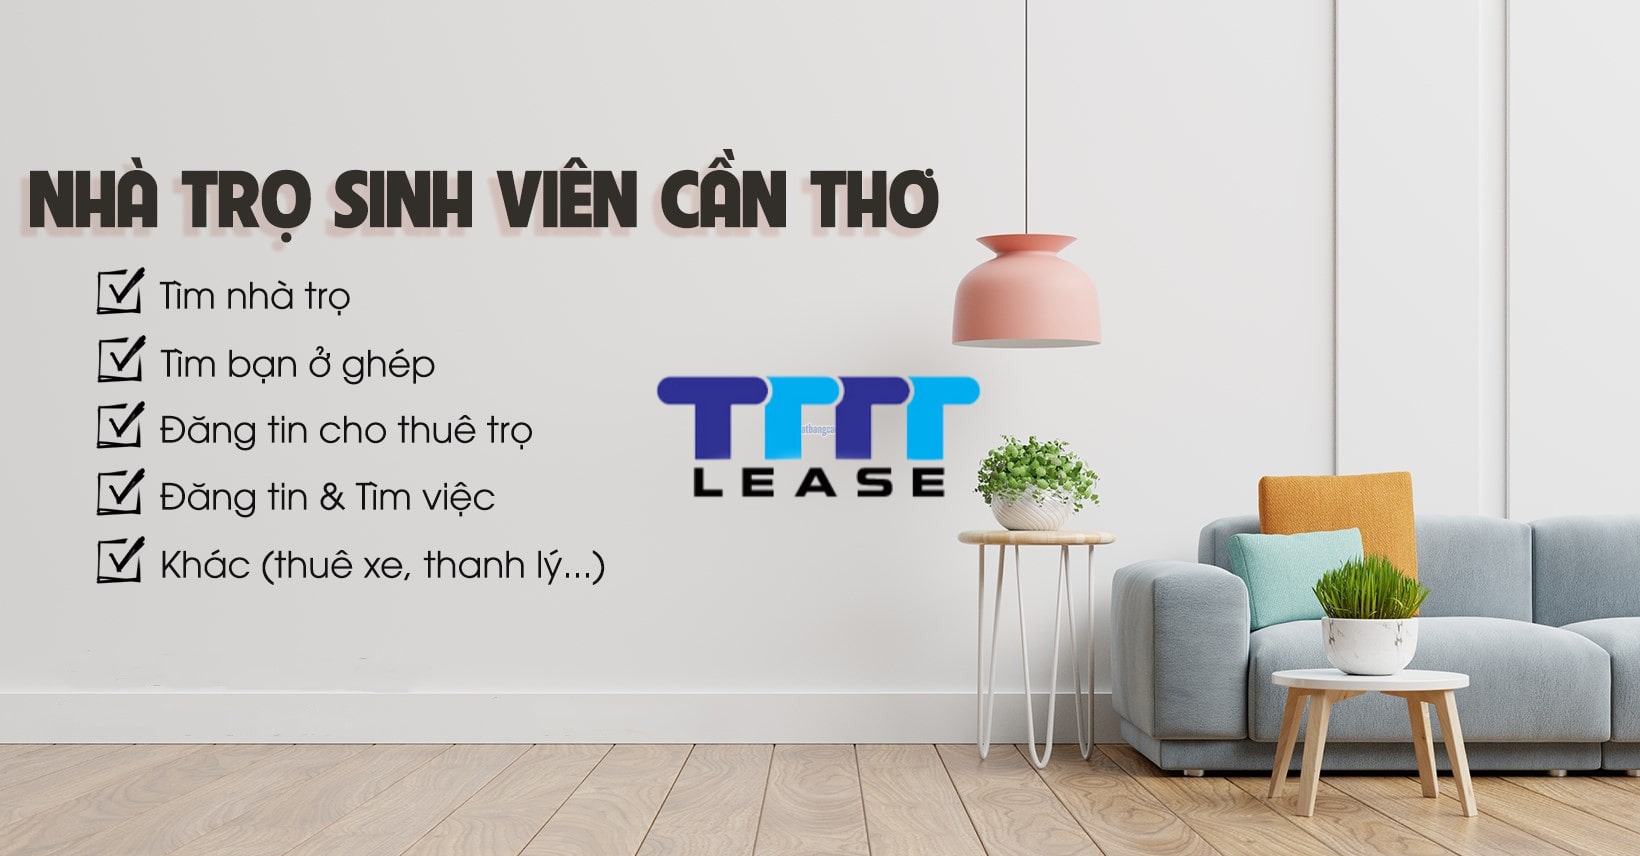 NHÀ TRỌ SINH VIÊN CẦN THƠ
Tìm nhà trọ
Tìm bạn ở ghép
Đăng tin cho thuê trọ
Đăng tin & Tìm việc
Khác (thuê xe, thanh lý...)
TTTT
LEASE